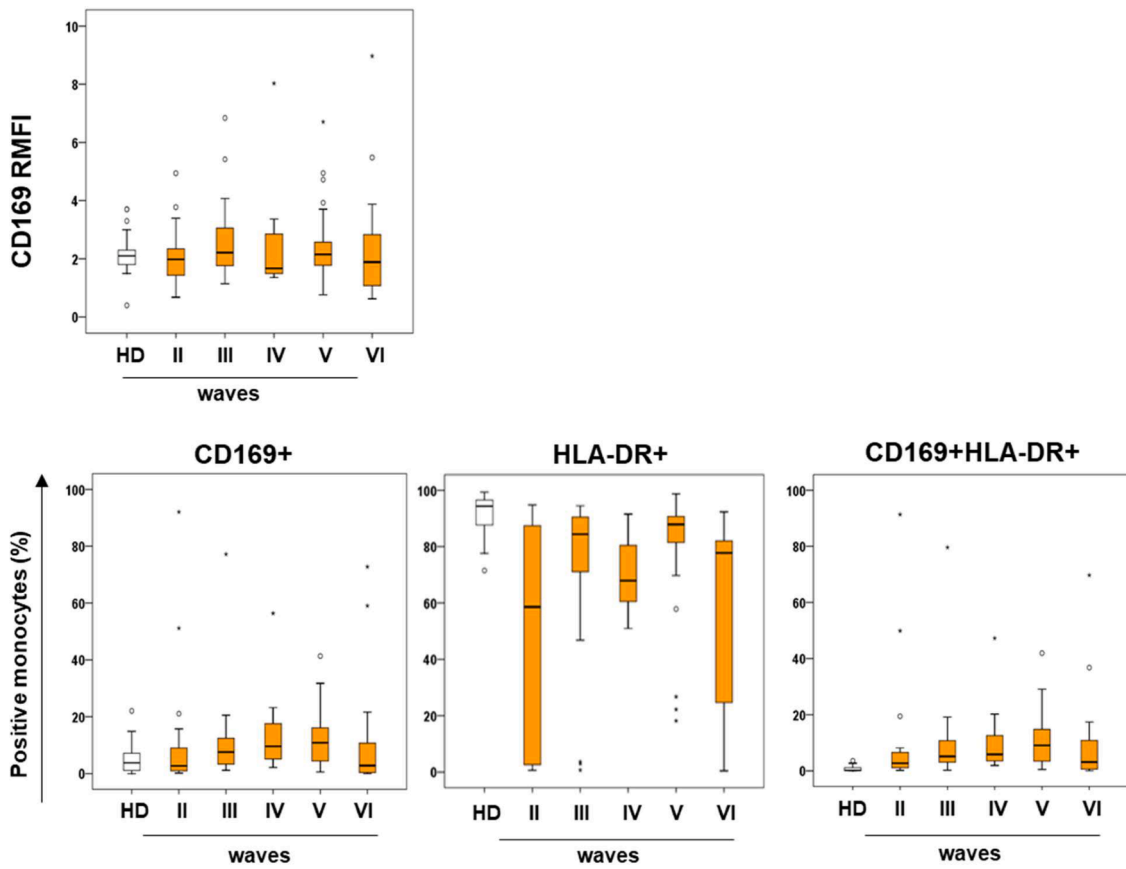 CD169 RMFI
10
8
6
4
2
0
HD II III IV V VI
waves
Positive monocytes (%)
CD169+
100
80
60
40
20
0
HD II III IV V VI
waves
HLA-DR+
100
80
60
40
20
0
HD II III IV V VI
waves
CD169+HLA-DR+
100
80
60
40
20
0
HD II III IV V VI
waves